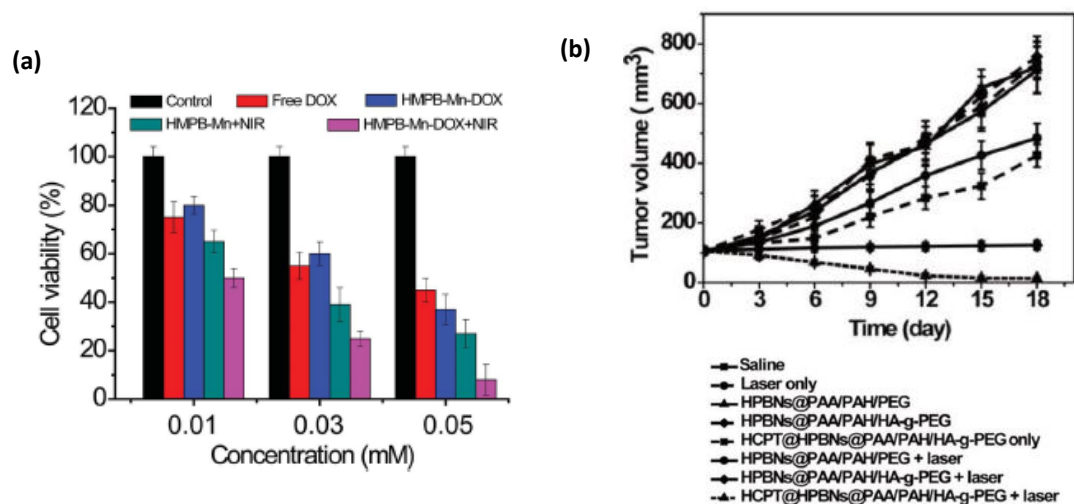 (a)
120
100
80
60
40
20
0
Cell viability (%)
Control
Free DOX
HMPB-Mn-DOX
HMPB-Mn+NIR
HMPB-Mn-DOX+NIR
0.01
0.03
0.05
Concentration (mM)
(b)
800
600
400
200
0
Tumor volume ( mm³)
0 3 6 9 12 15 18
Time (day)
Saline
Laser only
HPBNs@PAA/PAH/PEG
HPBNs@PAA/PAH/HA-g-PEG
HCPT@HPBNs@PAA/PAH/HA-g-PEG only
HPBNs@PAA/PAH/PEG + laser
HPBNs@PAA/PAH/HA-g-PEG + laser
HCPT@HPBNs@PAA/PAH/HA-g-PEG + laser